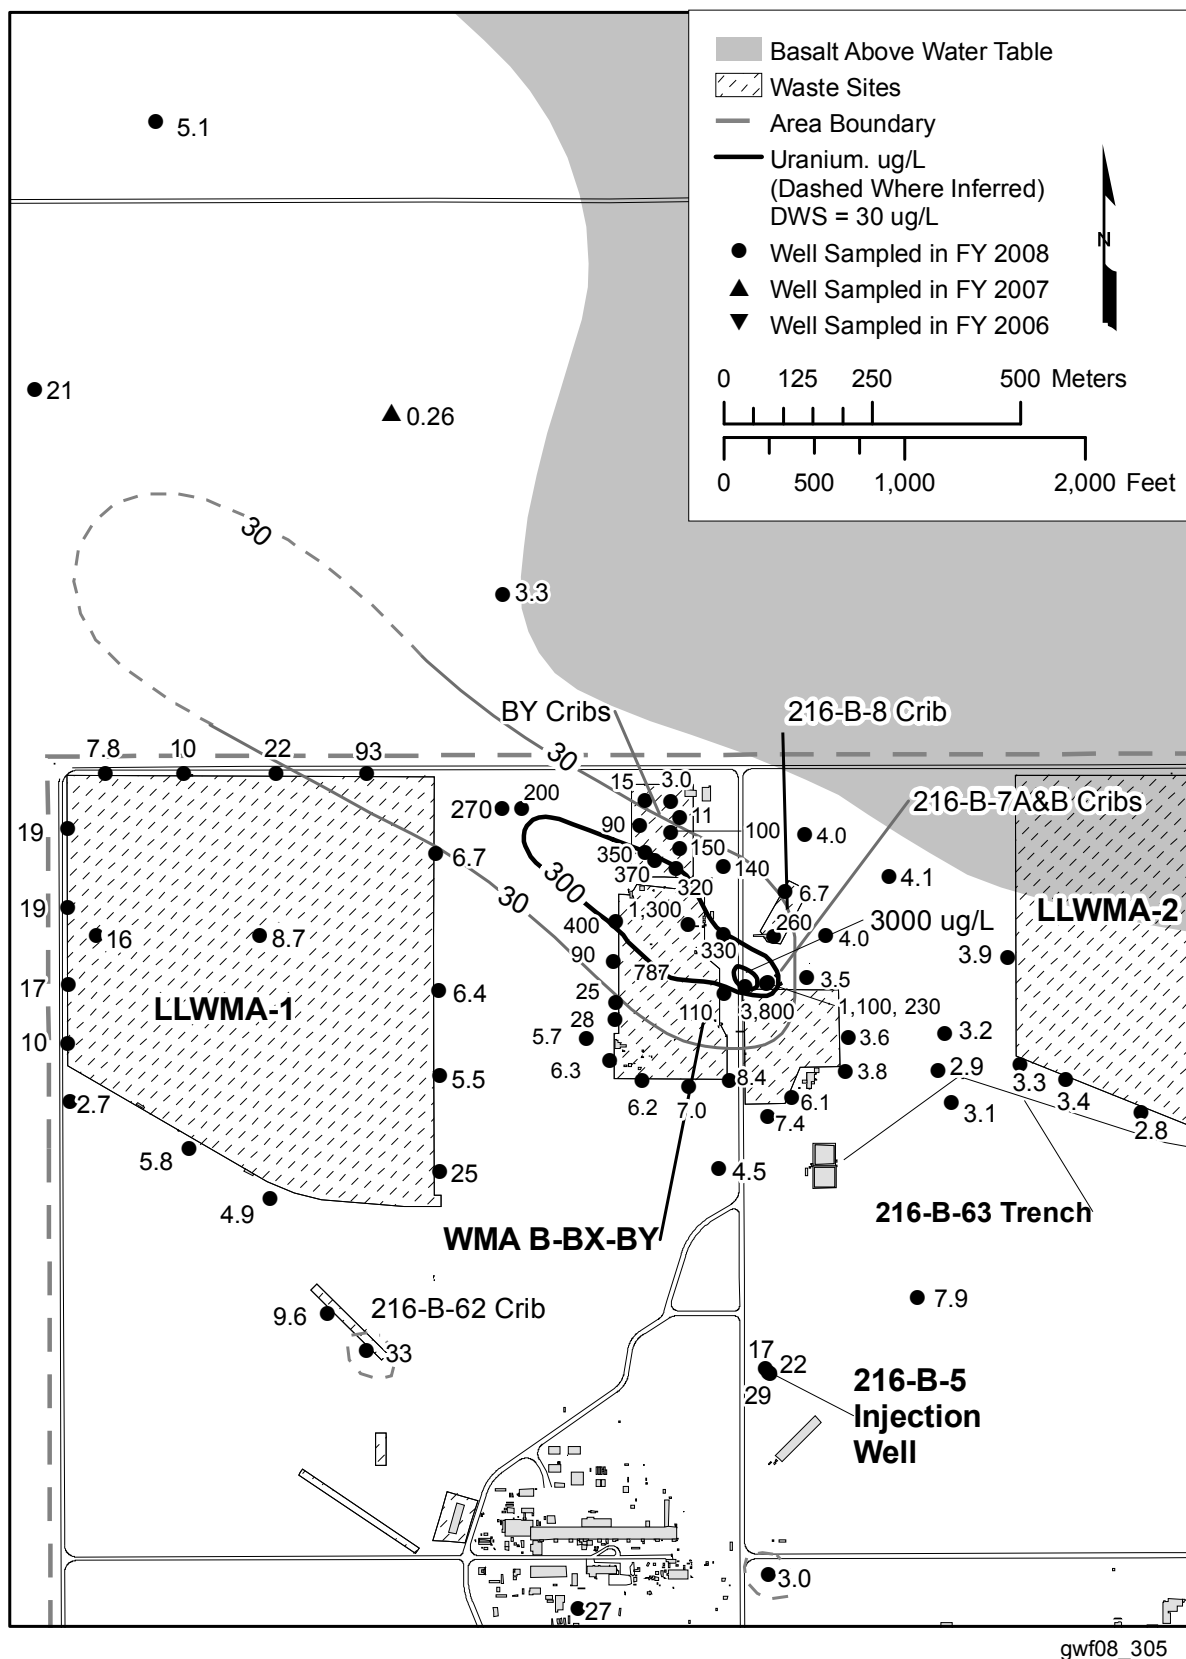 Basalt Above Water Table
Waste Sites
Area Boundary
Uranium. ug/L
(Dashed Where Inferred)
DWS = 30 ug/L
Well Sampled in FY 2008
Well Sampled in FY 2007
Well Sampled in FY 2006
N
0 125 250 500 Meters
0 500 1,000 2,000 Feet
5.1
21
0.26
30
3.3
BY Cribs
216-B-8 Crib
30
7.8 10 22 93
15 3.0
216-B-7A&B Cribs
270 200
11
19
90
100
4.0
6.7
350
150
370
140
4.1
300
320
6.7
30
19
1,300
LLWMA-2
16
8.7
400
330
260
3000 ug/L
4.0
90
787
3.9
17
3.5
LLWMA-1
6.4
25
3,800
1,100, 230
28
110
10
5.7
3.6
3.2
6.3
3.8
2.9
3.3
5.5
8.4
3.4
2.7
6.2
7.0
6.1
3.1
7.4
2.8
5.8
25
4.5
4.9
216-B-63 Trench
WMA B-BX-BY
7.9
9.6
216-B-62 Crib
33
17
22
29
216-B-5
Injection
Well
3.0
27
gwf08_305